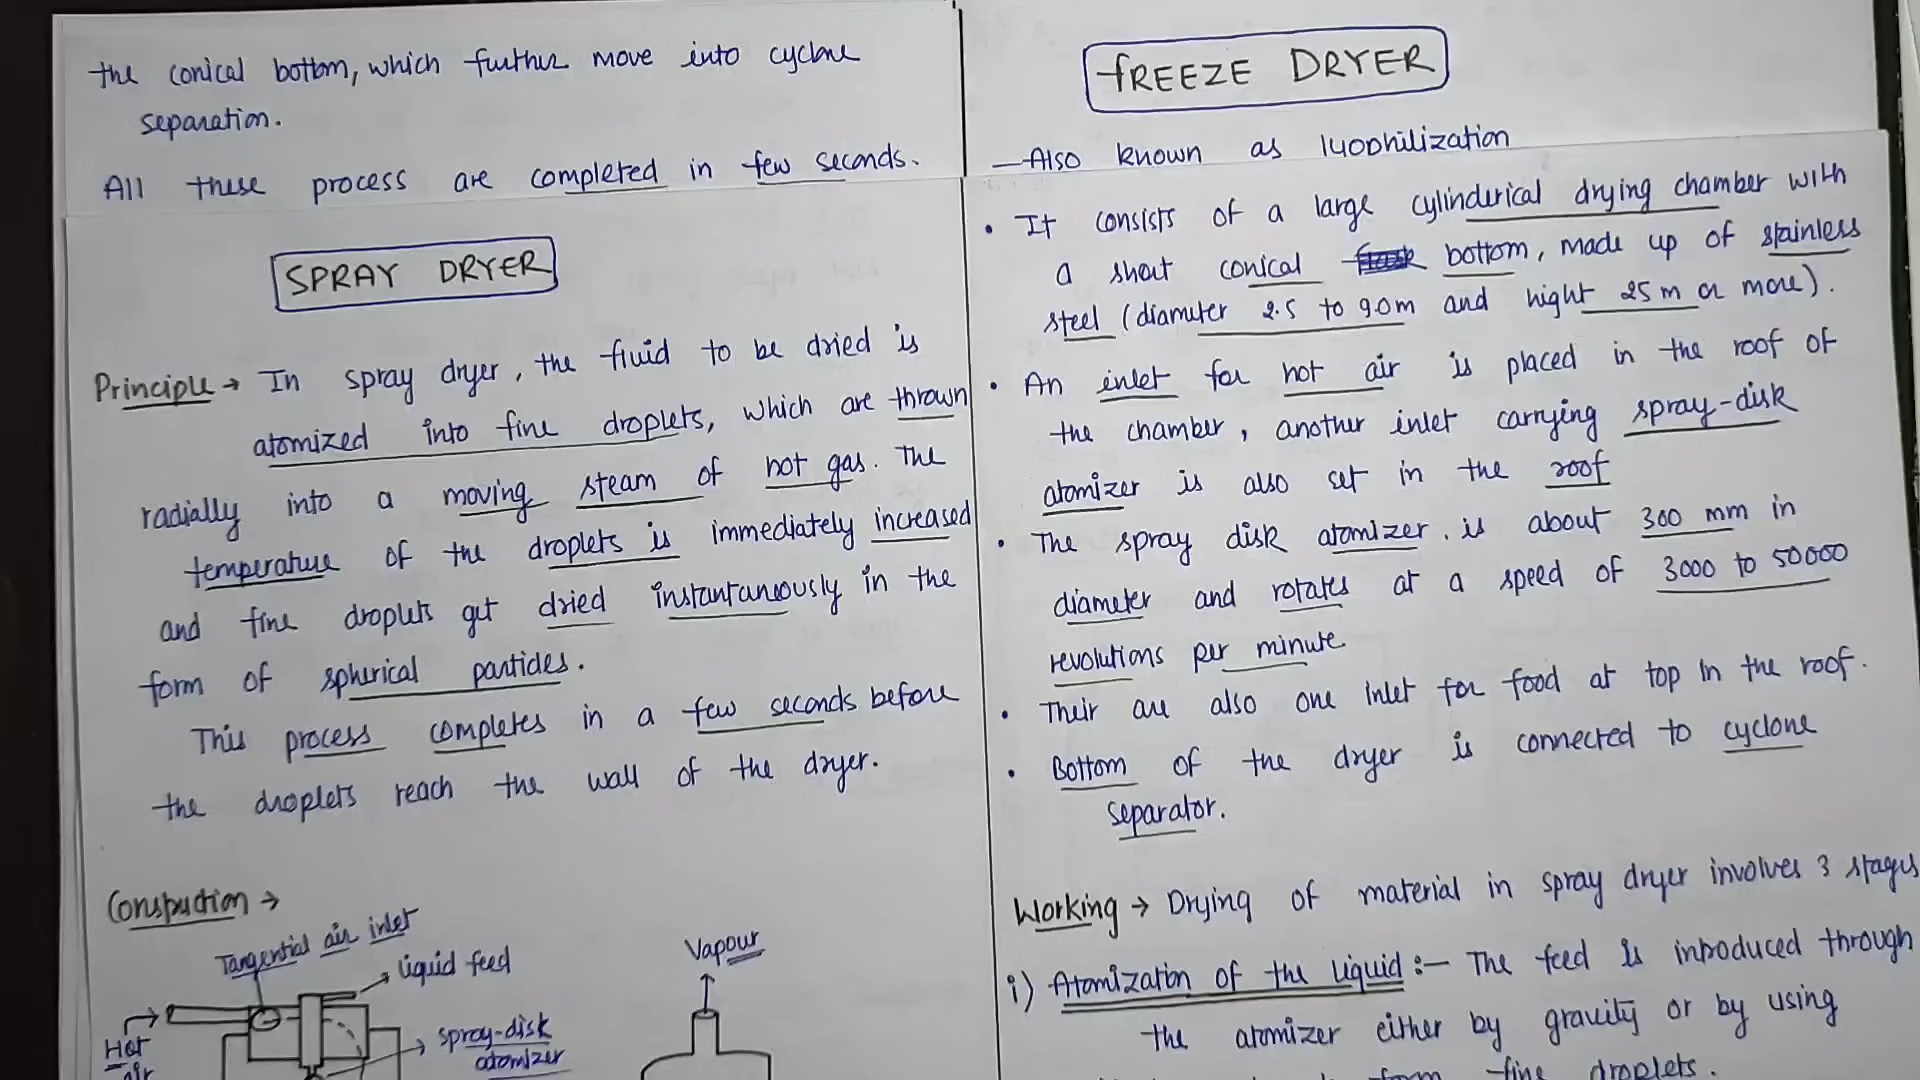 the conical bottom, which further move into cyclone
separation.
All these process are completed in few seconds.
SPRAY DRYER
Principle → In spray dryer, the fluid to be dried is
atomized into fine droplets, which are thrown
radially into a moving steam of hot gas. The
temperature of the droplets is immediately increased
and fine droplets get dried instantaneously in the
form of spherical particles.
This process completes in a few seconds before
the droplets reach the wall of the dryer.
Construction →
Tangential air inlet
liquid feed
Hot
air
spray-disk
atomizer
Vapour
FREEZE DRYER
— Also known as lyophilization
• It consists of a large cylinderical drying chamber with
a short conical bottom, made up of stainless
steel (diameter 2.5 to 9.0m and hight 25 m or more).
• An inlet for hot air is placed in the roof of
the chamber, another inlet carrying spray-disk
atomizer is also set in the roof
• The spray disk atomizer. is about 300 mm in
diameter and rotates at a speed of 3000 to 50000
revolutions per minute.
• Their are also one inlet for food at top in the roof.
• Bottom of the dryer is connected to cyclone
separator.
Working → Drying of material in spray dryer involves 3 stages
i) Atomization of the liquid :— The feed is introduced through
the atomizer either by gravity or by using
form fine droplets.